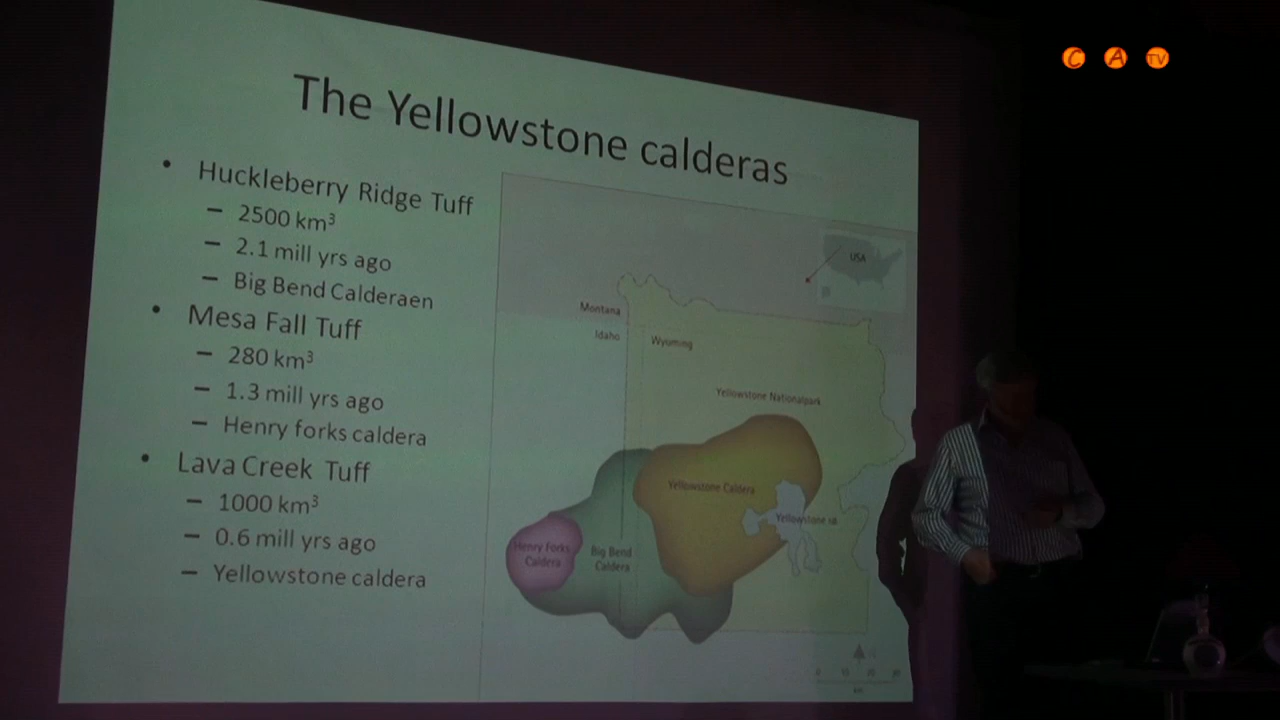 C A TV
The Yellowstone calderas
• Huckleberry Ridge Tuff
– 2500 km³
– 2.1 mill yrs ago
– Big Bend Calderaen
• Mesa Fall Tuff
– 280 km³
– 1.3 mill yrs ago
– Henry forks caldera
• Lava Creek Tuff
– 1000 km³
– 0.6 mill yrs ago
– Yellowstone caldera
USA
Montana
Idaho
Wyoming
Yellowstone Nationalpark
Yellowstone Caldera
Yellowstone
Henry Forks
Caldera
Big Bend
Caldera
km